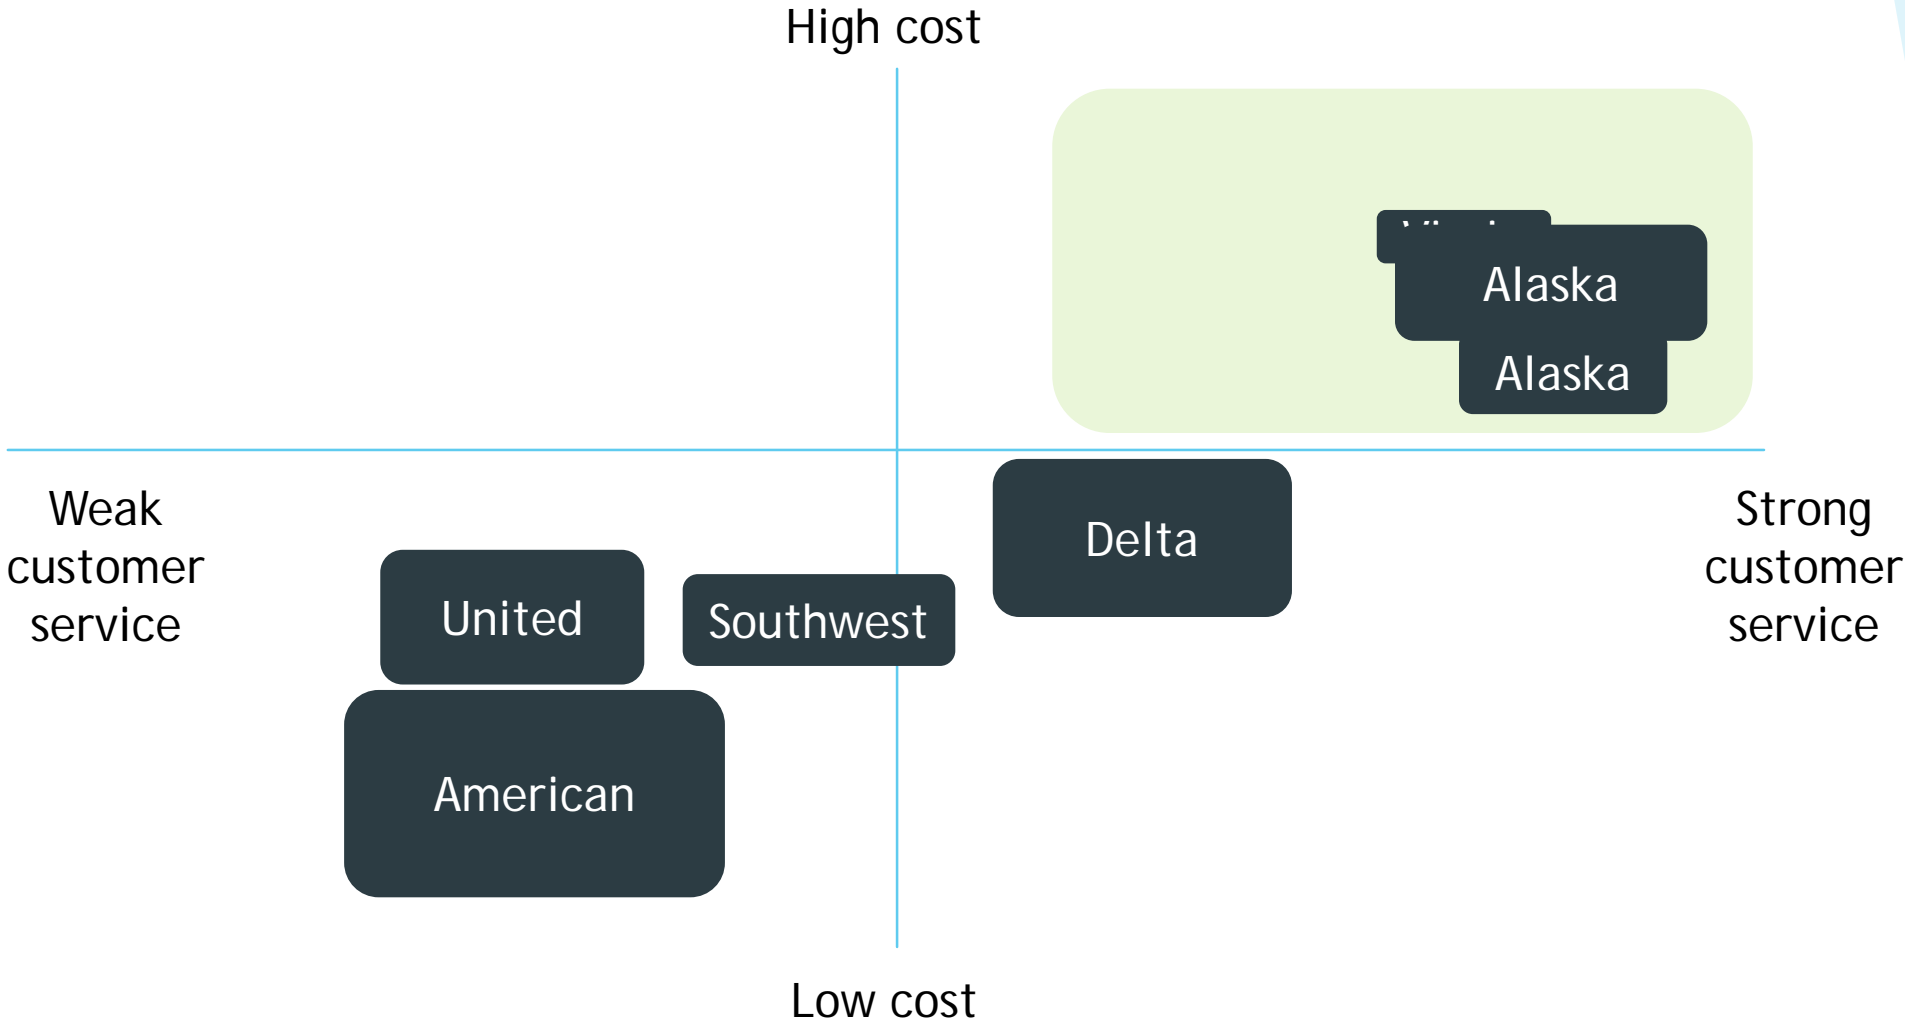 High cost
Alaska
Alaska
Weak
customer
service
Strong
customer
service
Delta
United
Southwest
American
Low cost